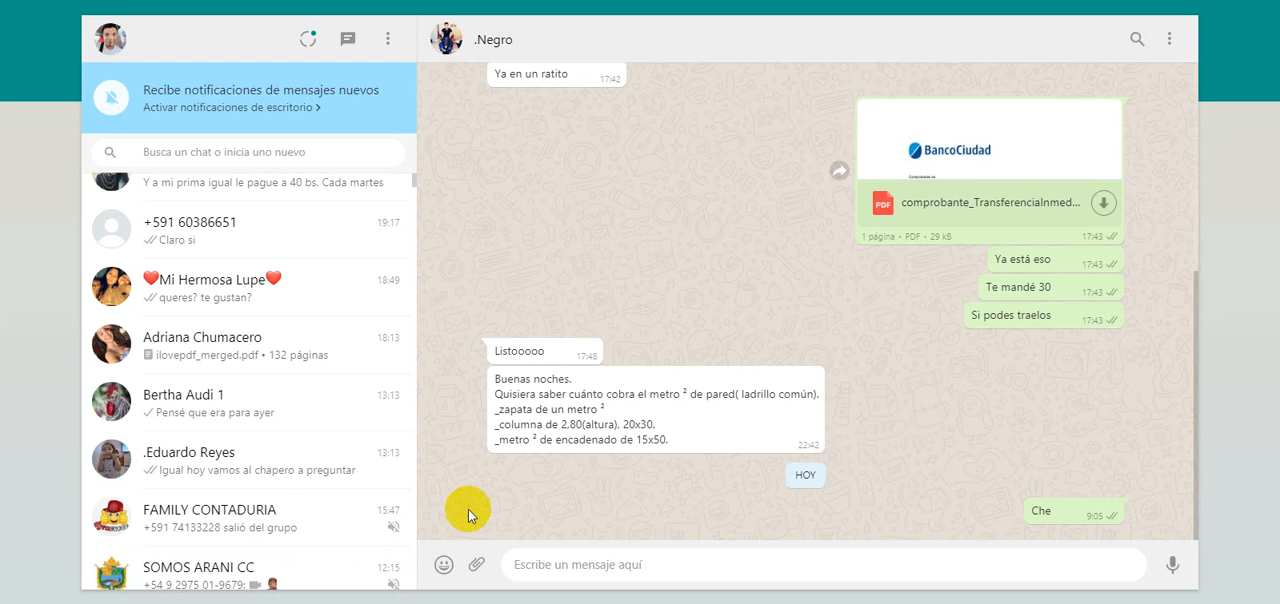 Recibe notificaciones de mensajes nuevos
Activar notificaciones de escritorio >
Busca un chat o inicia uno nuevo
Y a mi prima igual le pague a 40 bs. Cada martes
+591 60386651 19:17
Claro si
❤️Mi Hermosa Lupe❤️ 18:49
queres? te gustan?
Adriana Chumacero 18:13
ilovepdf_merged.pdf • 132 páginas
Bertha Audi 1 13:13
Pensé que era para ayer
.Eduardo Reyes 13:13
Igual hoy vamos al chapero a preguntar
FAMILY CONTADURIA 15:47
+591 74133228 salió del grupo
SOMOS ARANI CC 12:15
+54 9 2975 01-9679:
.Negro
Ya en un ratito 17:42
BancoCiudad
PDF comprobante_TransferenciaInmed...
1 página • PDF • 29 kB 17:43
Ya está eso 17:43
Te mandé 30 17:43
Si podes traelos 17:43
Listooooo 17:48
Buenas noches.
Quisiera saber cuánto cobra el metro ² de pared( ladrillo común).
_zapata de un metro ²
_columna de 2,80(altura), 20x30.
_metro ² de encadenado de 15x50.
22:42
HOY
Che 9:05
Escribe un mensaje aquí